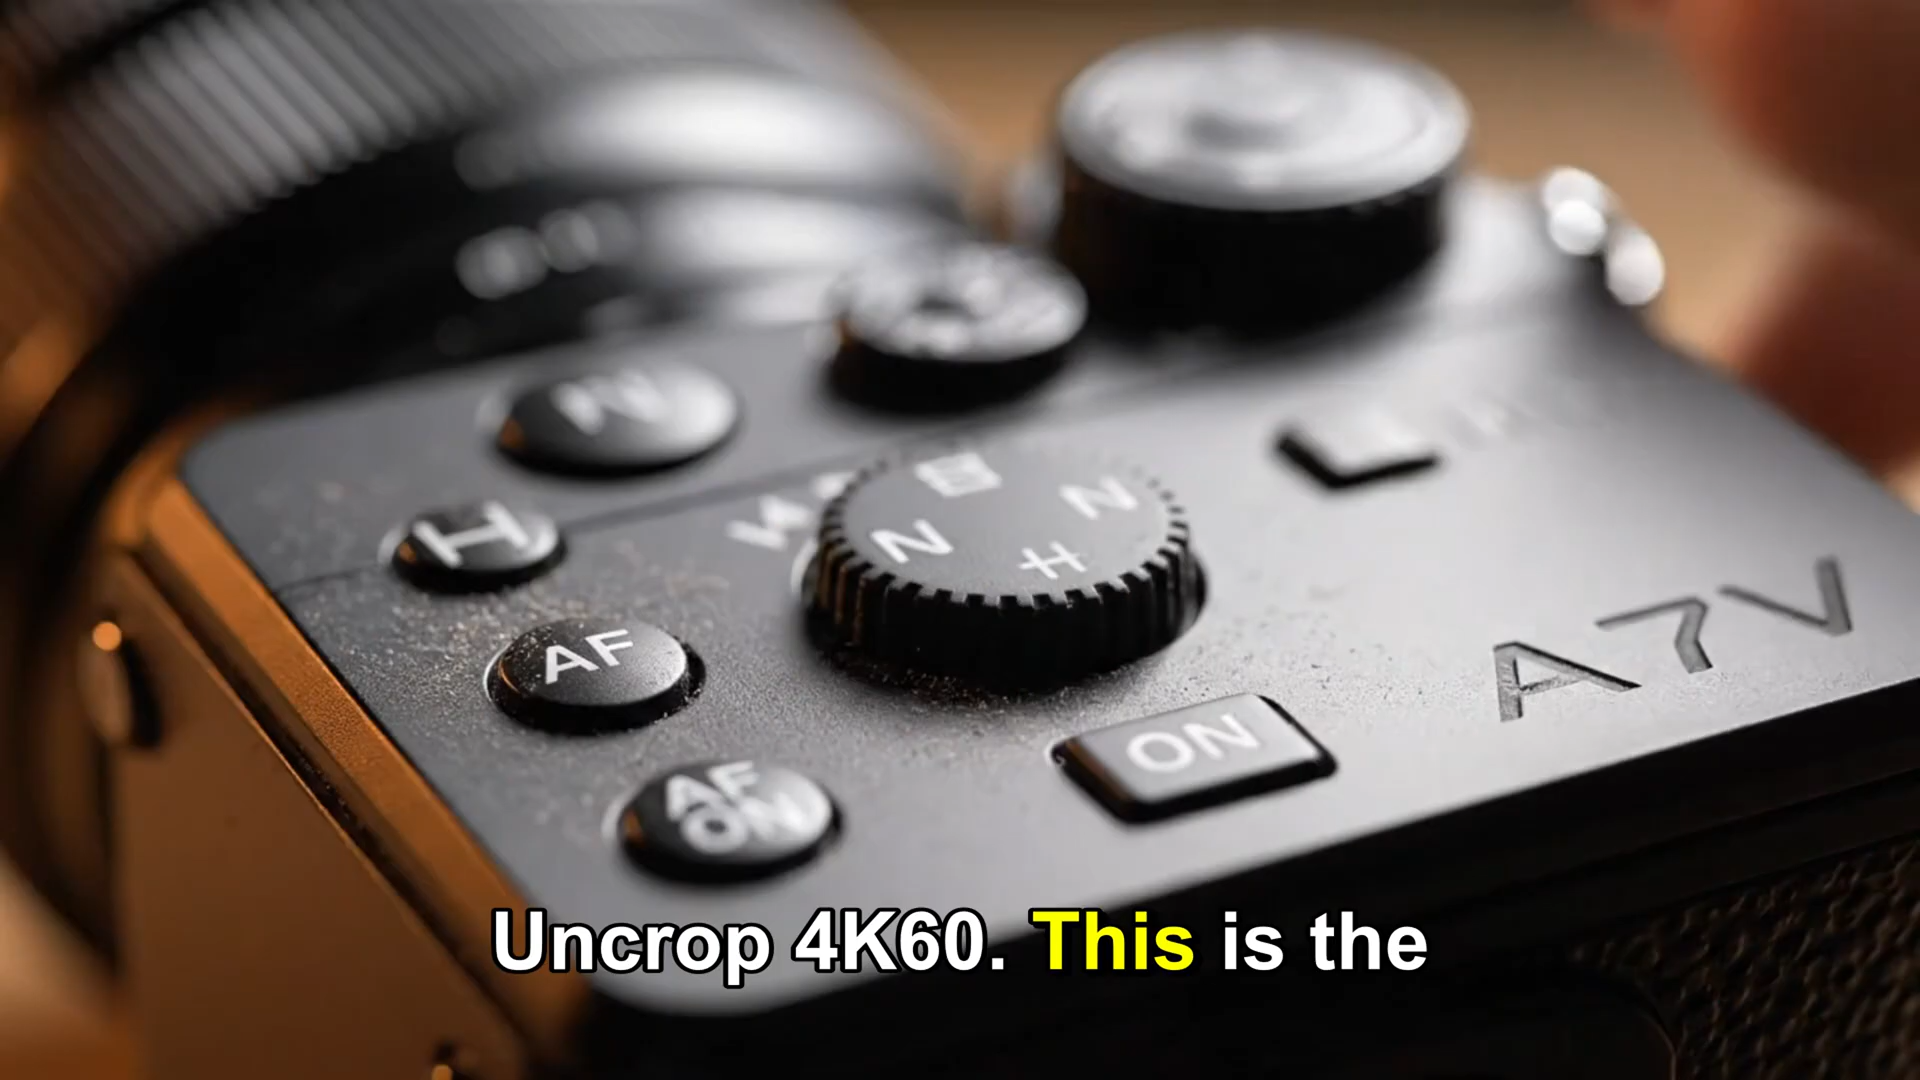 N
H
N
N
H
AF
A7V
ON
AF
ON
Uncrop 4K60. This is the